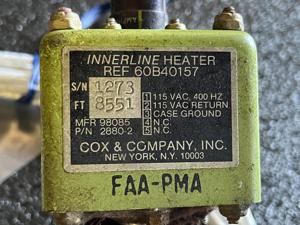 INNERLINE HEATER
REF 60B40157
S/N 1273
FT 8551
MFR 98085
P/N 2880-2
1 115 VAC, 400 HZ
2 115 VAC RETURN
3 CASE GROUND
4 N.C.
5 N.C.
COX & COMPANY, INC.
NEW YORK, N.Y. 10003
FAA-PMA